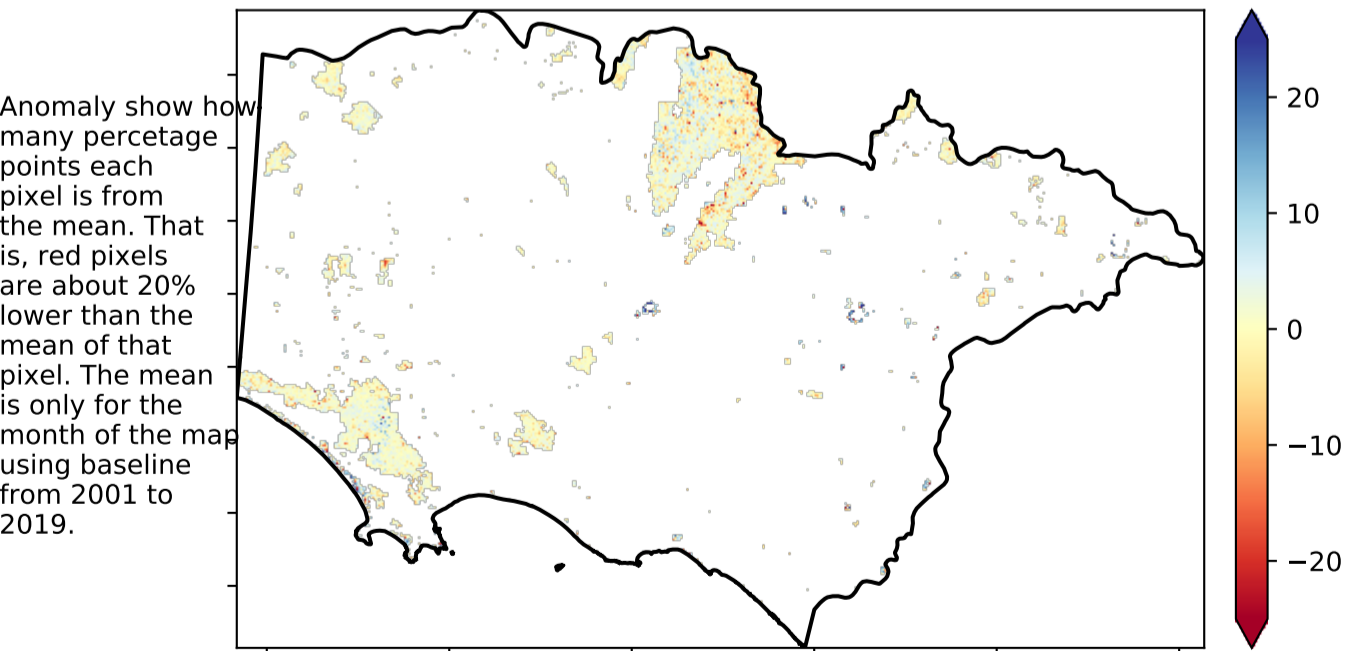 Anomaly show how
many percetage
points each
pixel is from
the mean. That
is, red pixels
are about 20%
lower than the
mean of that
pixel. The mean
is only for the
month of the map
using baseline
from 2001 to
2019.
20
10
0
−10
−20